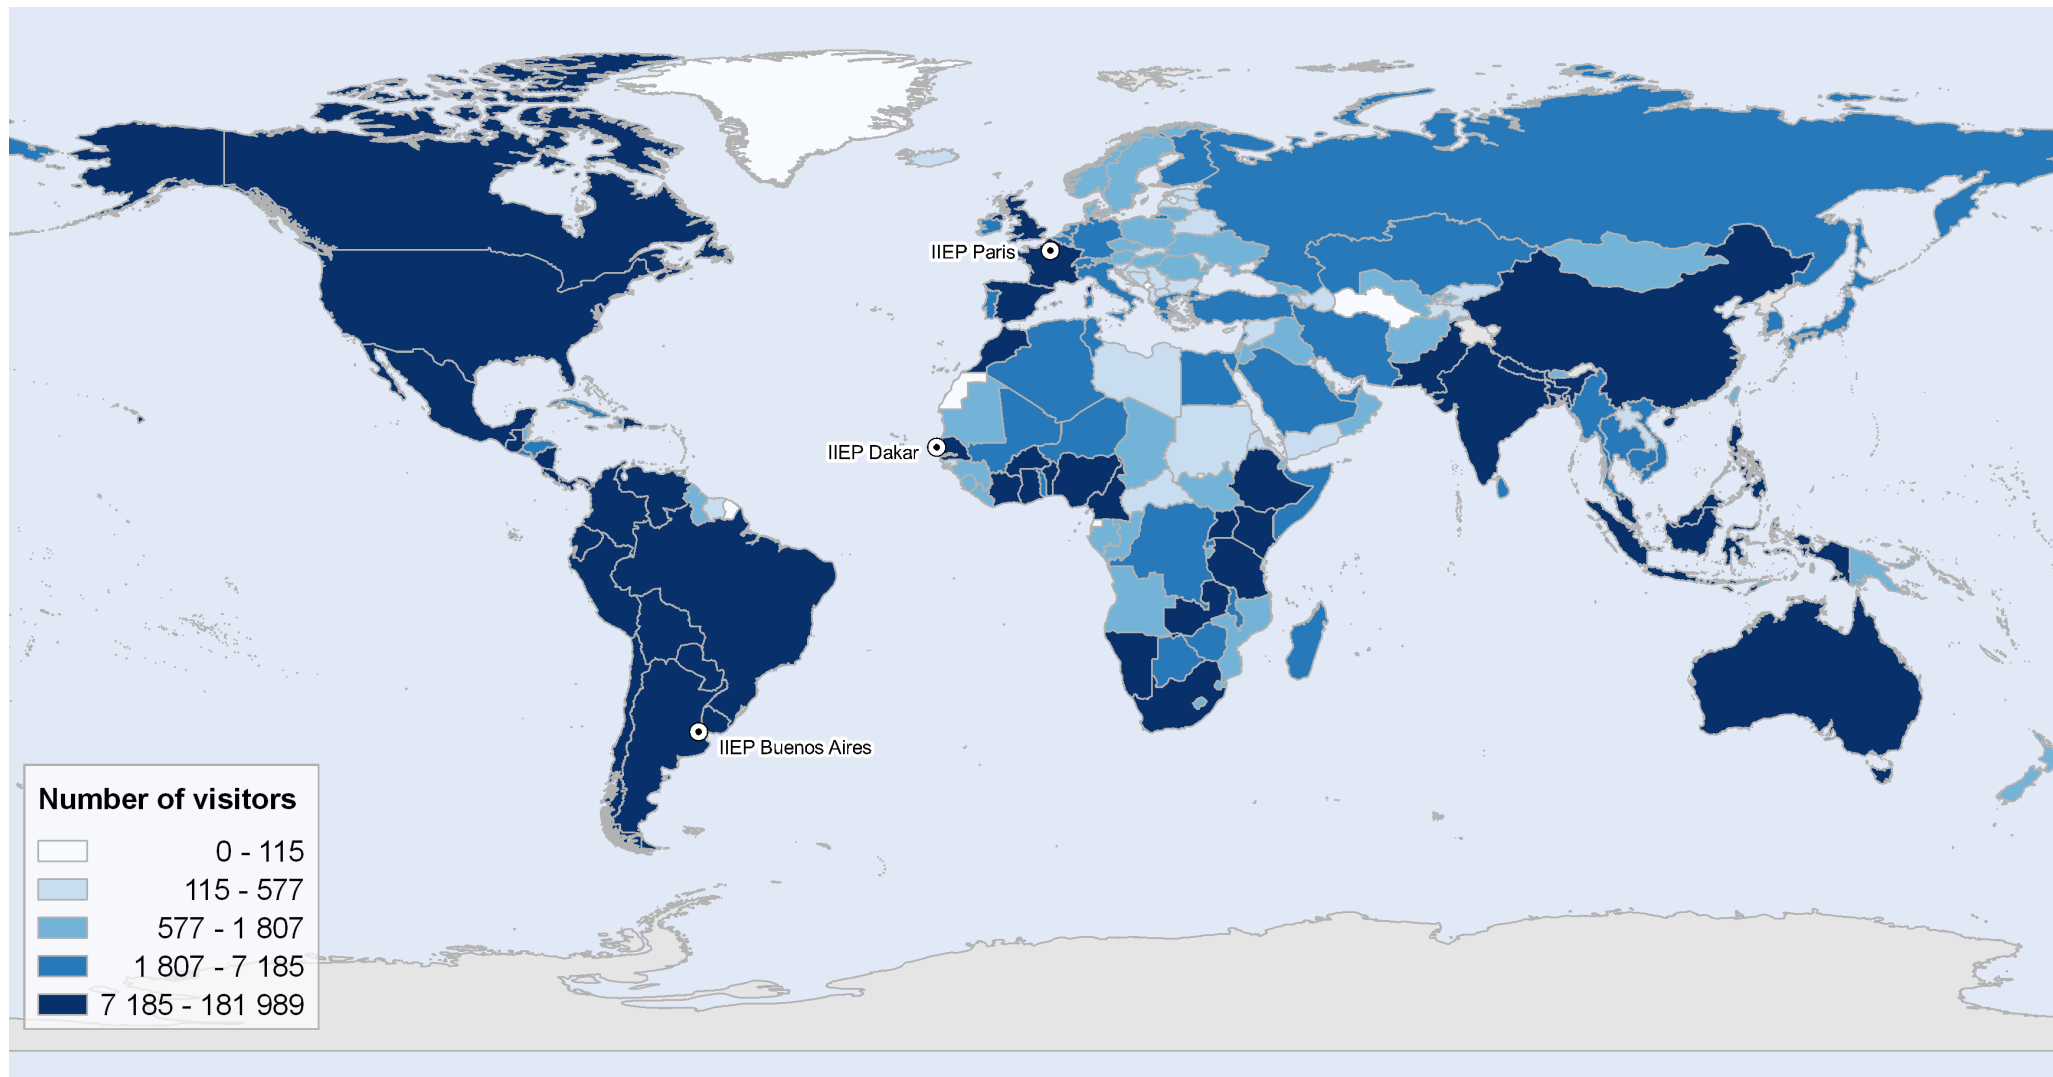 IIEP Paris
IIEP Dakar
IIEP Buenos Aires
Number of visitors
0 - 115
115 - 577
577 - 1 807
1 807 - 7 185
7 185 - 181 989